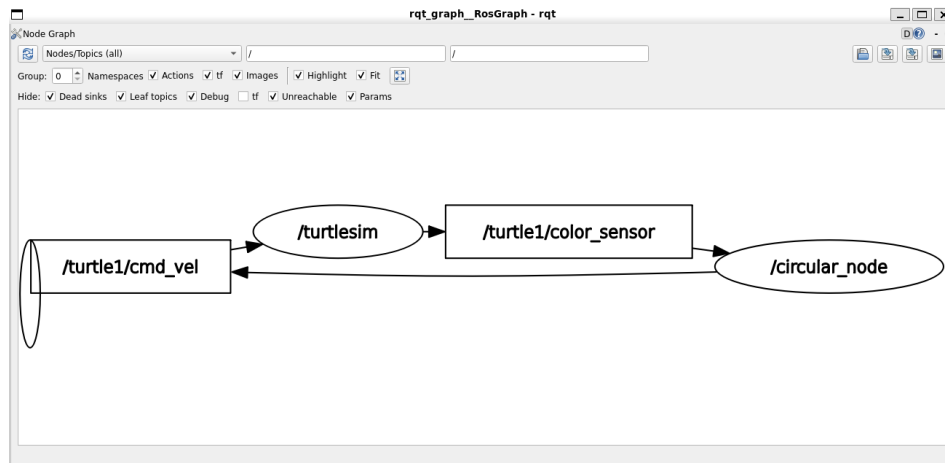 rqt_graph__RosGraph - rqt
Node Graph
D
-
Nodes/Topics (all)
/
/
Group: 0 Namespaces Actions tf Images Highlight Fit
Hide: Dead sinks Leaf topics Debug tf Unreachable Params
/turtlesim
/turtle1/color_sensor
/turtle1/cmd_vel
/circular_node